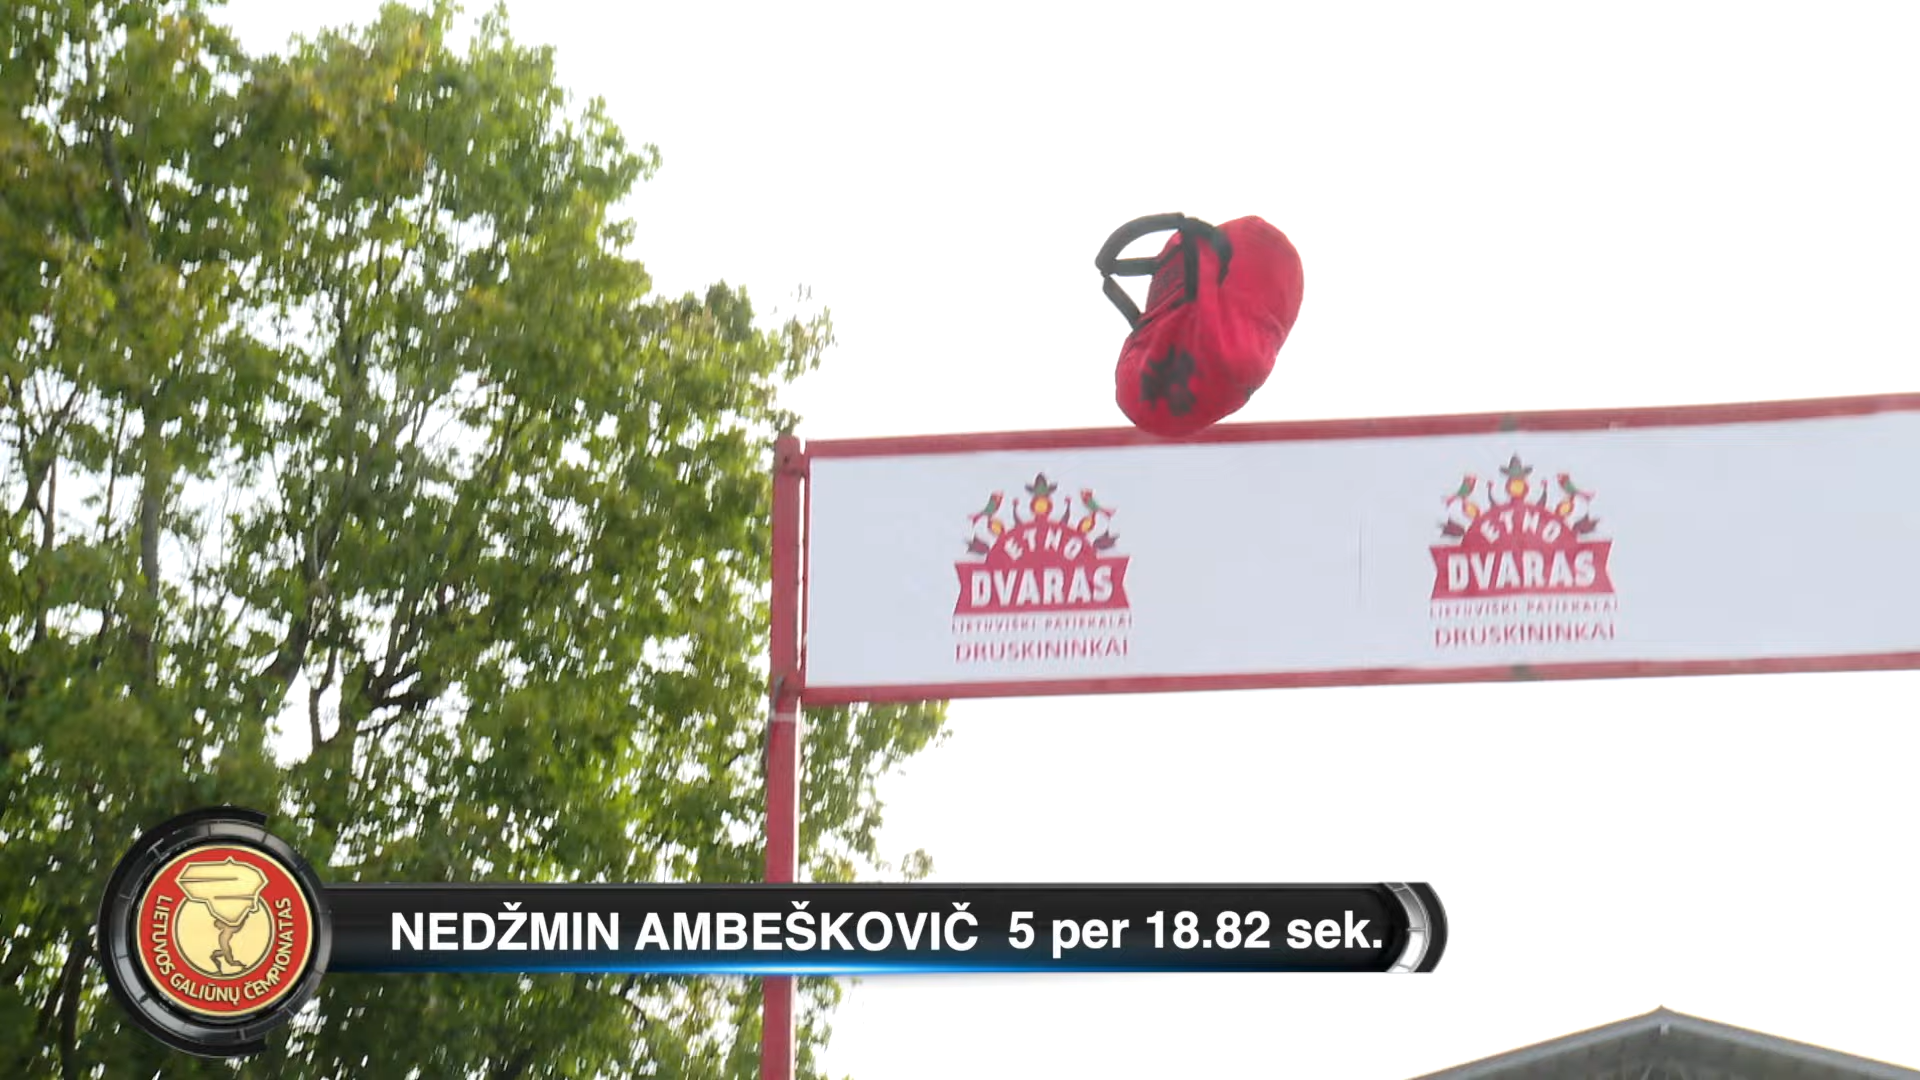 ETNO
DVARAS
LIETUVIŠKI PATIEKALAI
DRUSKININKAI
ETNO
DVARAS
LIETUVIŠKI PATIEKALAI
DRUSKININKAI
LIETUVOS GALIŪNŲ ČEMPIONATAS
NEDŽMIN AMBEŠKOVIČ 5 per 18.82 sek.